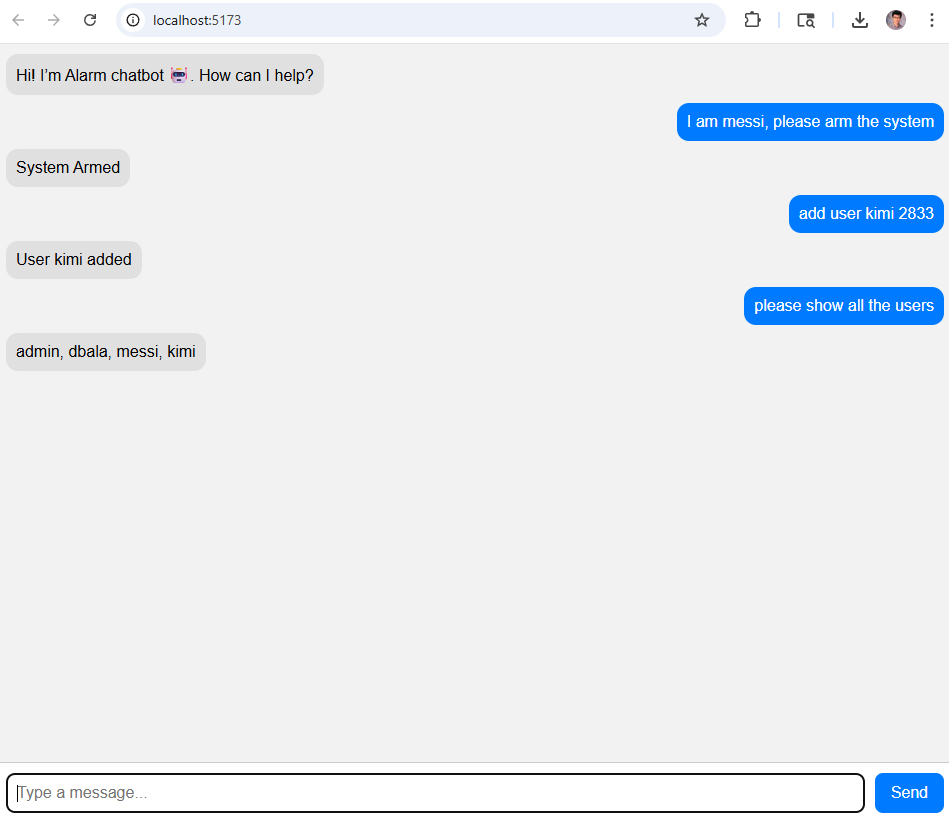 localhost:5173
Hi! I'm Alarm chatbot 🤖. How can I help?
I am messi, please arm the system
System Armed
add user kimi 2833
User kimi added
please show all the users
admin, dbala, messi, kimi
Type a message...
Send